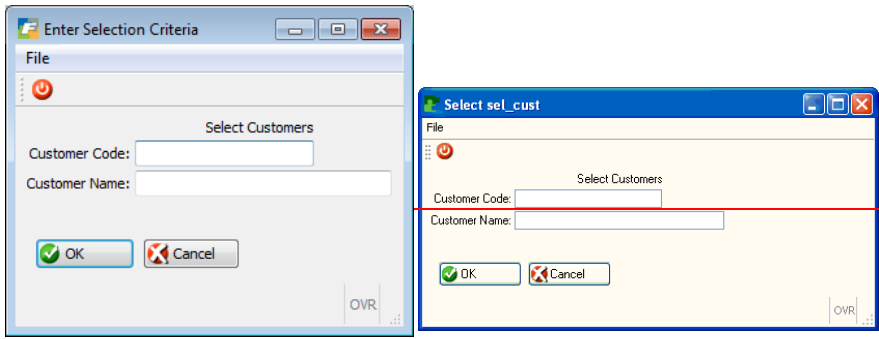 Enter Selection Criteria
File
Select Customers
Customer Code:
Customer Name:
OK
Cancel
OVR
Select sel_cust
File
Select Customers
Customer Code:
Customer Name:
OK
Cancel
OVR